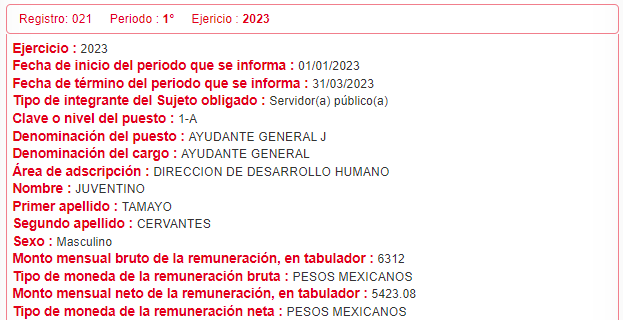 Registro: 021 Periodo : 1° Ejericio : 2023
Ejercicio : 2023
Fecha de inicio del periodo que se informa : 01/01/2023
Fecha de término del periodo que se informa : 31/03/2023
Tipo de integrante del Sujeto obligado : Servidor(a) público(a)
Clave o nivel del puesto : 1-A
Denominación del puesto : AYUDANTE GENERAL J
Denominación del cargo : AYUDANTE GENERAL
Área de adscripción : DIRECCION DE DESARROLLO HUMANO
Nombre : JUVENTINO
Primer apellido : TAMAYO
Segundo apellido : CERVANTES
Sexo : Masculino
Monto mensual bruto de la remuneración, en tabulador : 6312
Tipo de moneda de la remuneración bruta : PESOS MEXICANOS
Monto mensual neto de la remuneración, en tabulador : 5423.08
Tipo de moneda de la remuneración neta : PESOS MEXICANOS